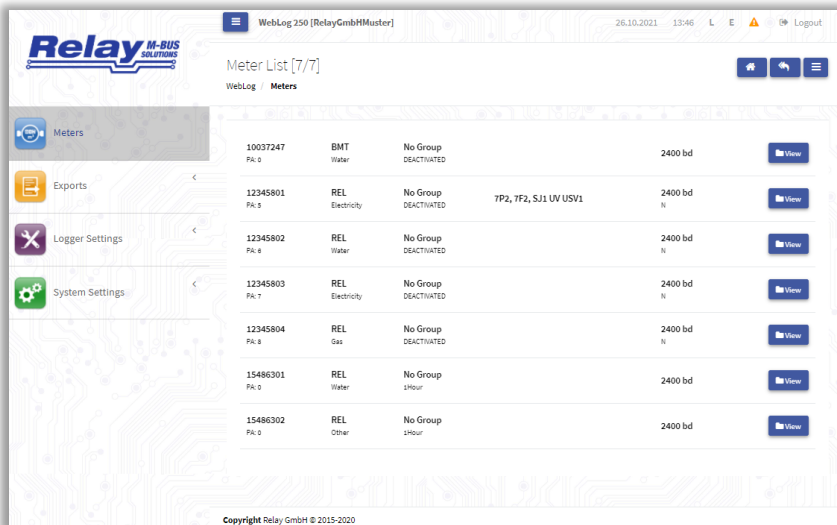 WebLog 250 [RelayGmbHMuster]
26.10.2021 13:46 L E Logout
Relay M-BUS SOLUTIONS
Meter List [7/7]
WebLog / Meters
Meters
Exports
Logger Settings
System Settings
10037247 BMT No Group 2400 bd View
PA: 0 Water DEACTIVATED
12345801 REL No Group 7P2, 7F2, SJ1 UV USV1 2400 bd View
PA: 5 Electricity DEACTIVATED N
12345802 REL No Group 2400 bd View
PA: 6 Water DEACTIVATED N
12345803 REL No Group 2400 bd View
PA: 7 Electricity DEACTIVATED N
12345804 REL No Group 2400 bd View
PA: 8 Gas DEACTIVATED N
15486301 REL No Group 2400 bd View
PA: 0 Water 1Hour
15486302 REL No Group 2400 bd View
PA: 0 Other 1Hour
Copyright Relay GmbH © 2015-2020